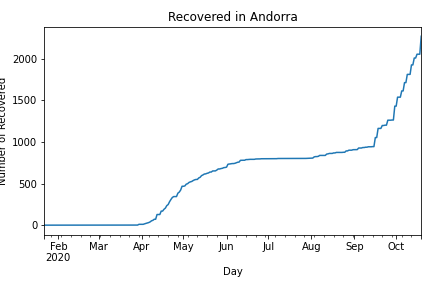 Recovered in Andorra
Number of Recovered
2000
1500
1000
500
0
Feb Mar Apr May Jun Jul Aug Sep Oct
2020
Day